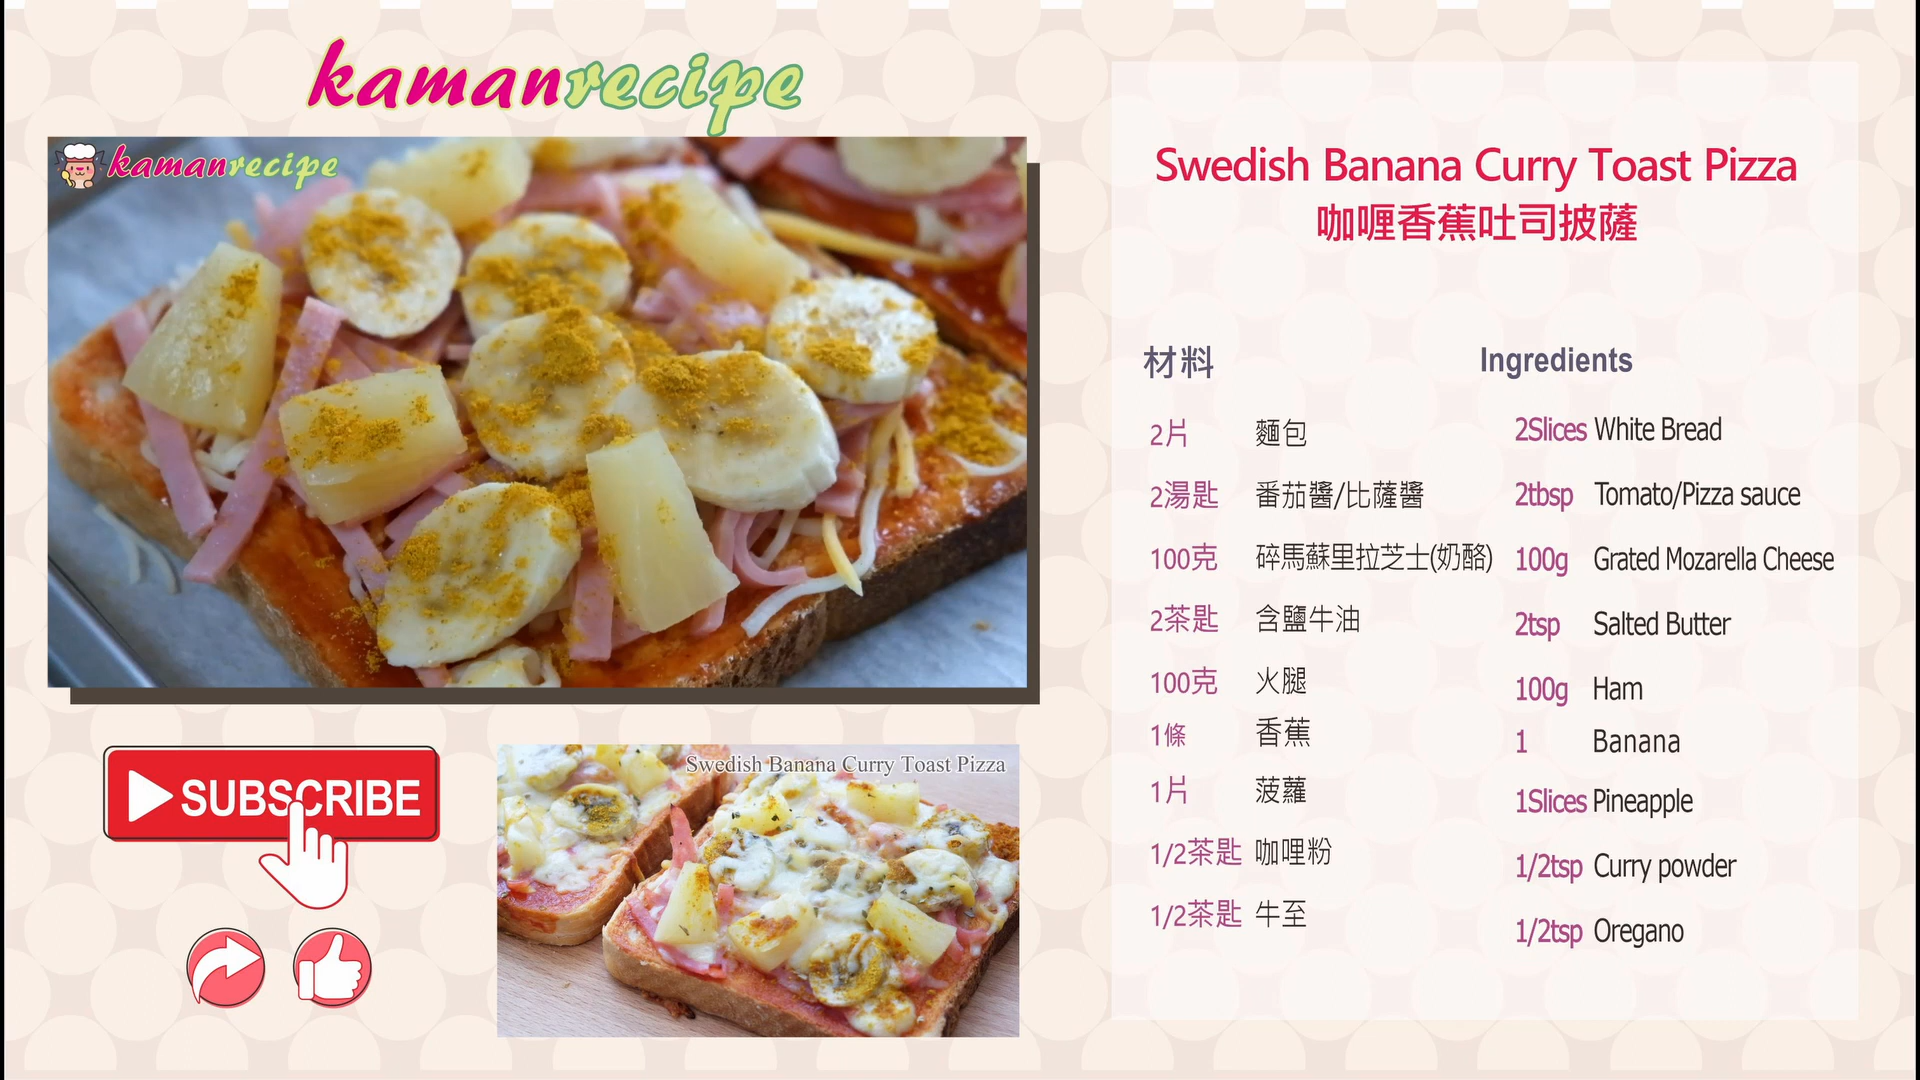 kamanrecipe
kamanrecipe
Swedish Banana Curry Toast Pizza
咖喱香蕉吐司披薩
材料
2片 麵包
2湯匙 番茄醬/比薩醬
100克 碎馬蘇里拉芝士(奶酪)
2茶匙 含鹽牛油
100克 火腿
1條 香蕉
1片 菠蘿
1/2茶匙 咖哩粉
1/2茶匙 牛至
Ingredients
2Slices White Bread
2tbsp Tomato/Pizza sauce
100g Grated Mozarella Cheese
2tsp Salted Butter
100g Ham
1 Banana
1Slices Pineapple
1/2tsp Curry powder
1/2tsp Oregano
SUBSCRIBE
Swedish Banana Curry Toast Pizza